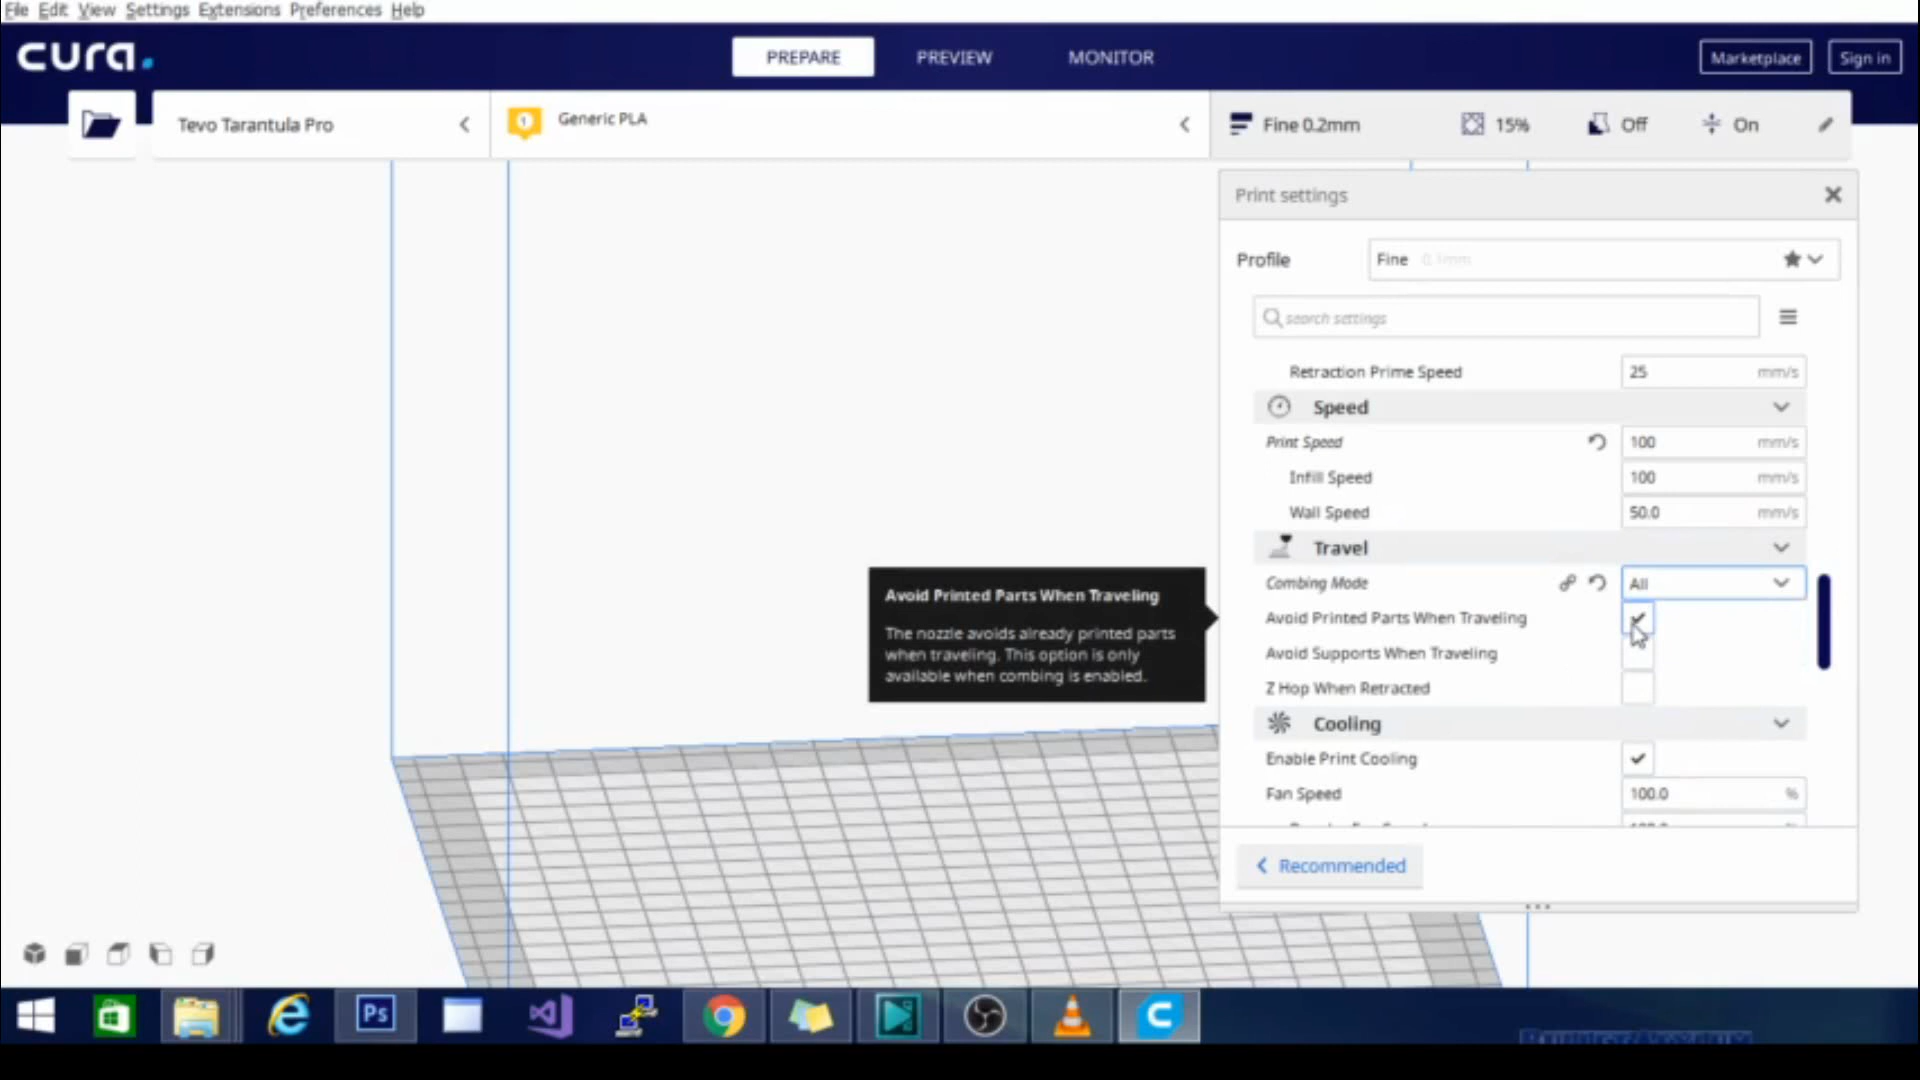 File Edit View Settings Extensions Preferences Help
cura.
PREPARE
PREVIEW
MONITOR
Marketplace
Sign in
Tevo Tarantula Pro
1
Generic PLA
Fine 0.2mm
15%
Off
On
Print settings
Profile
Fine 0.1mm
search settings
Retraction Prime Speed 25 mm/s
Speed
Print Speed 100 mm/s
Infill Speed 100 mm/s
Wall Speed 50.0 mm/s
Travel
Combing Mode All
Avoid Printed Parts When Traveling
Avoid Supports When Traveling
Z Hop When Retracted
Cooling
Enable Print Cooling
Fan Speed 100.0 %
Recommended
Avoid Printed Parts When Traveling
The nozzle avoids already printed parts
when traveling. This option is only
available when combing is enabled.
Ps
C